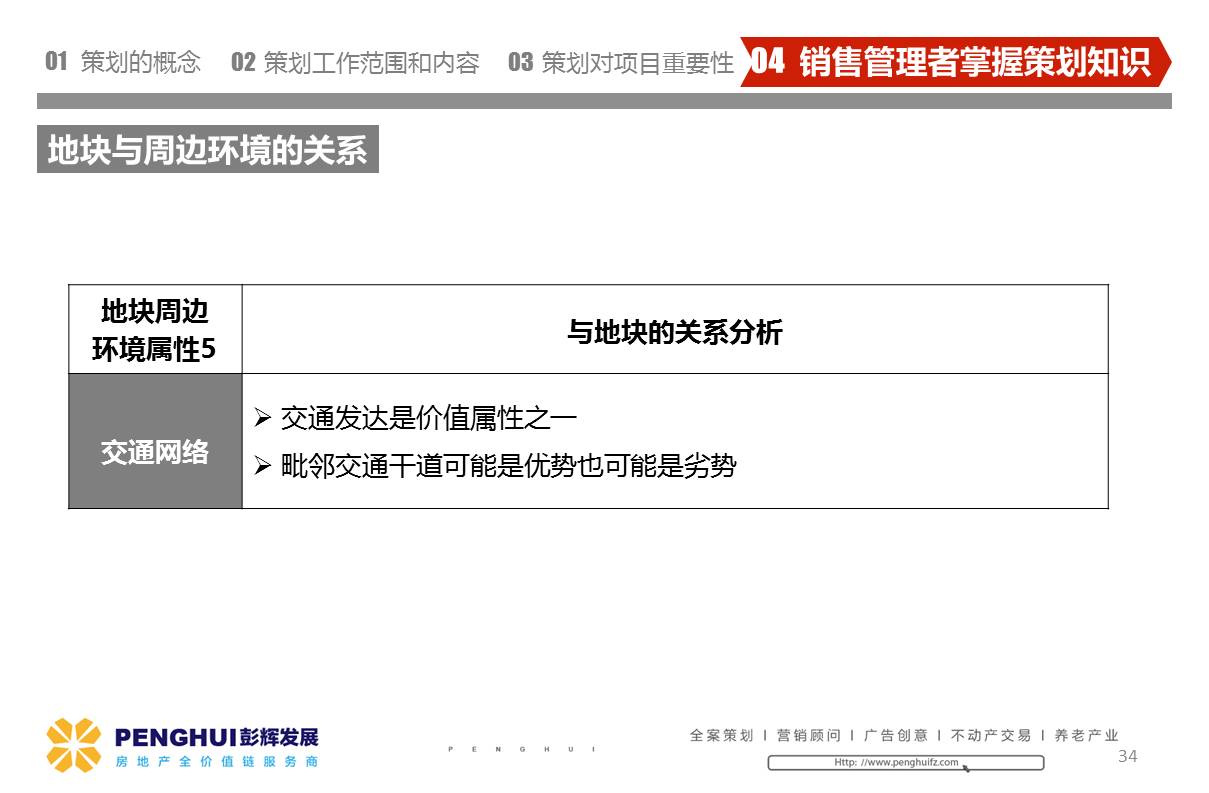 01 策划的概念 02 策划工作范围和内容 03 策划对项目重要性 04 销售管理者掌握策划知识
地块与周边环境的关系
地块周边
环境属性5
与地块的关系分析
交通网络
➢ 交通发达是价值属性之一
➢ 毗邻交通干道可能是优势也可能是劣势
PENGHUI彭辉发展
房地产全价值链服务商
PENGHUI
全案策划 I 营销顾问 I 广告创意 I 不动产交易 I 养老产业
Http: //www.penghuifz.com
34